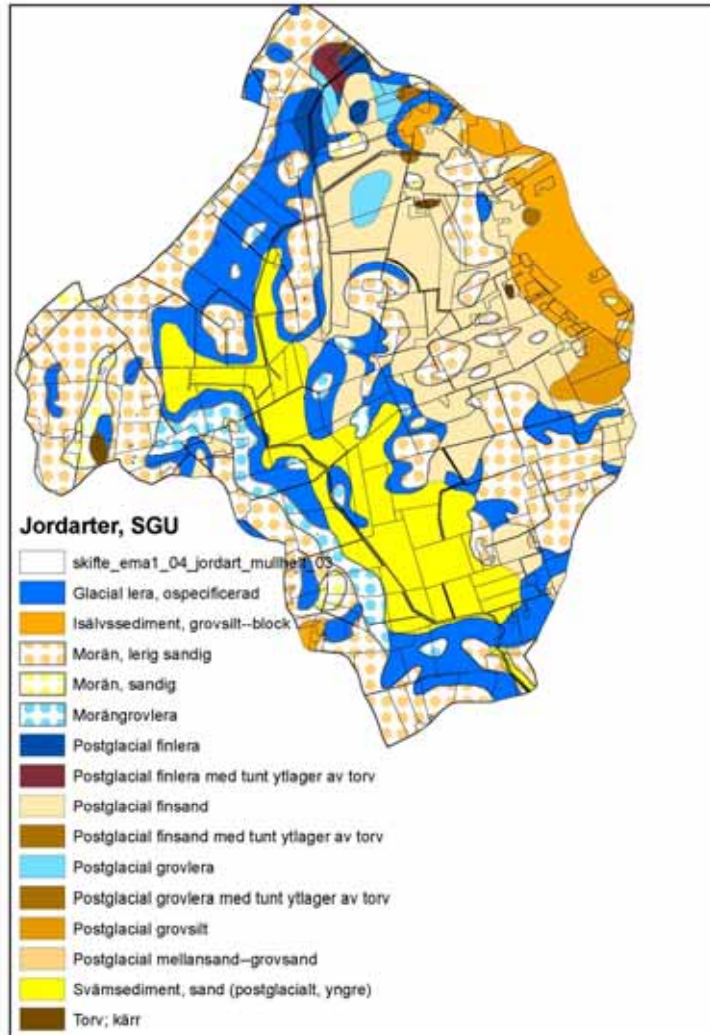 Jordarter, SGU
skifte_ema1_04_jordart_mullhalt_03
Glacial lera, ospecificerad
Isälvssediment, grovsilt--block
Morän, lerig sandig
Morän, sandig
Morängrovlera
Postglacial finlera
Postglacial finlera med tunt ytlager av torv
Postglacial finsand
Postglacial finsand med tunt ytlager av torv
Postglacial grovlera
Postglacial grovlera med tunt ytlager av torv
Postglacial grovsilt
Postglacial mellansand--grovsand
Svämsediment, sand (postglacialt, yngre)
Torv; kärr